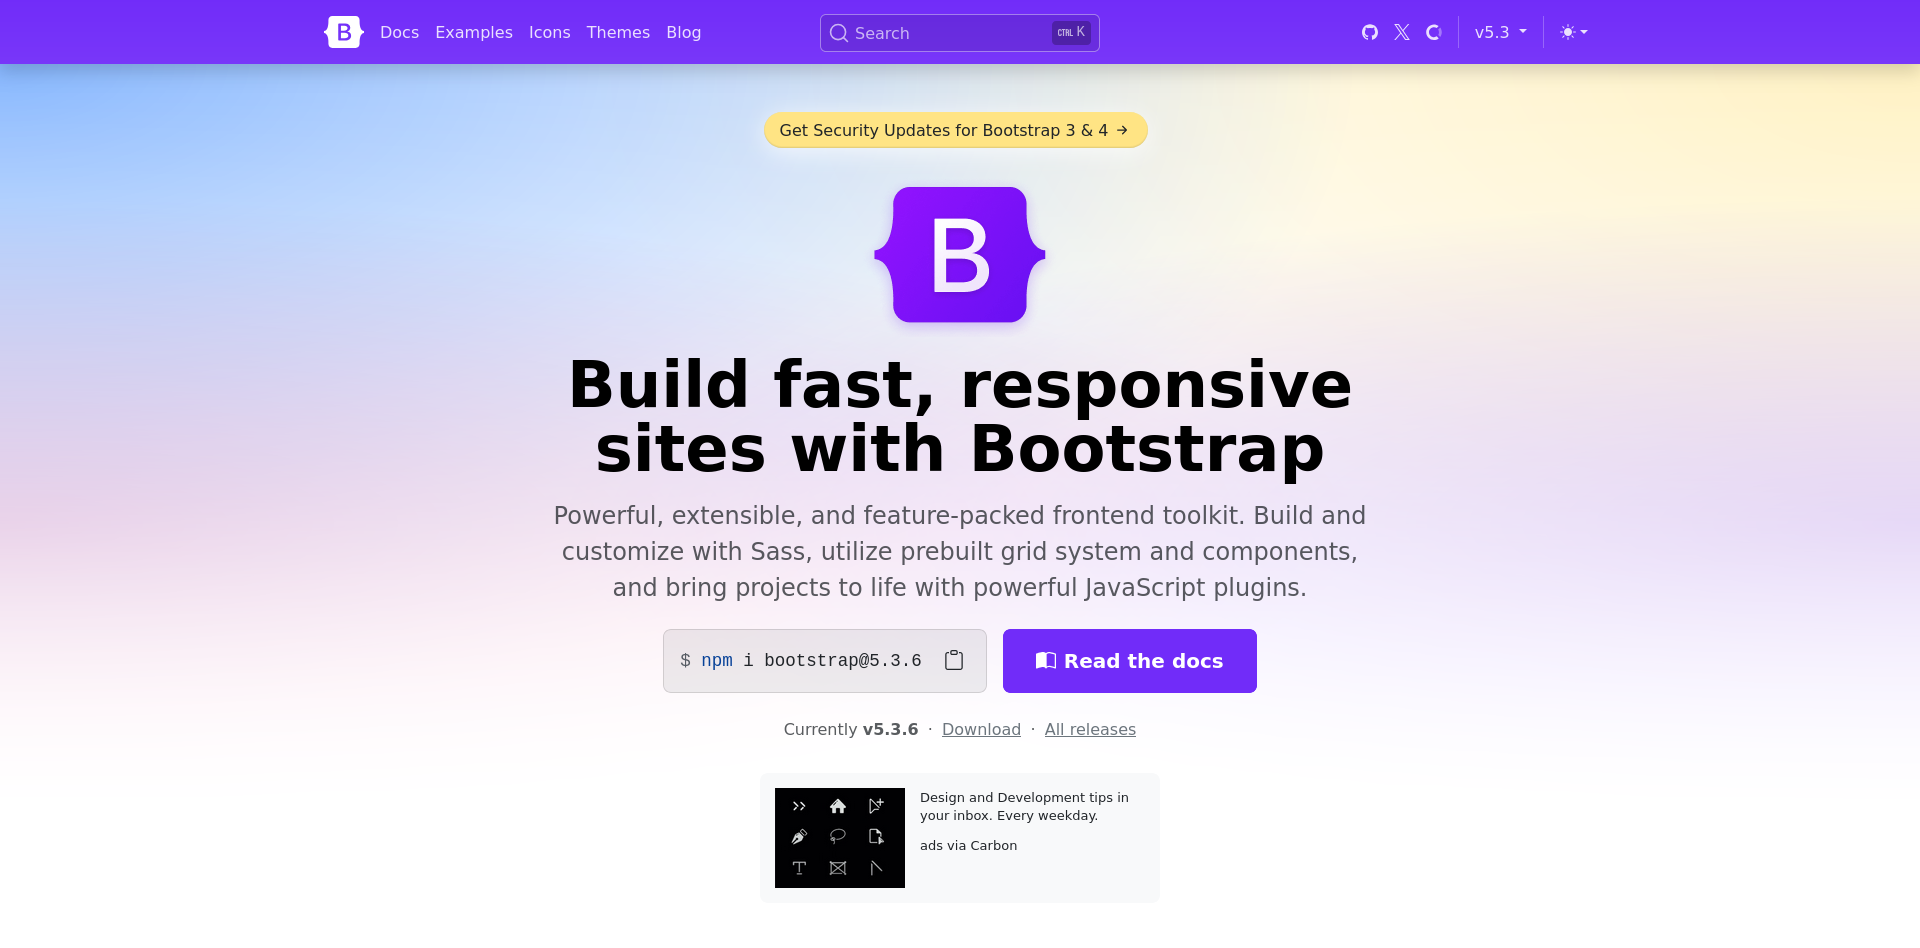 B
Docs
Examples
Icons
Themes
Blog
Search
CTRL K
v5.3
Get Security Updates for Bootstrap 3 & 4 →
B
Build fast, responsive
sites with Bootstrap
Powerful, extensible, and feature-packed frontend toolkit. Build and
customize with Sass, utilize prebuilt grid system and components,
and bring projects to life with powerful JavaScript plugins.
$ npm i bootstrap@5.3.6
Read the docs
Currently v5.3.6 · Download · All releases
Design and Development tips in
your inbox. Every weekday.
ads via Carbon